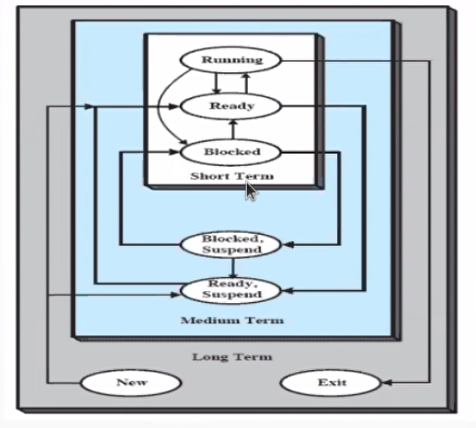 Running
Ready
Blocked
Short Term
Blocked,
Suspend
Ready,
Suspend
Medium Term
Long Term
New
Exit